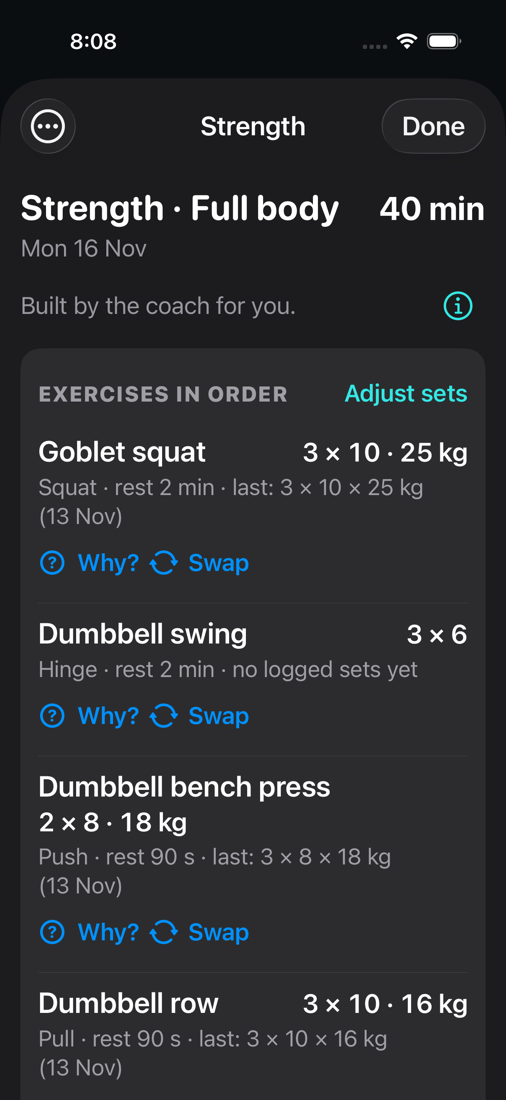 8:08
Strength
Done
Strength · Full body 40 min
Mon 16 Nov
Built by the coach for you.
EXERCISES IN ORDER Adjust sets
Goblet squat 3 × 10 · 25 kg
Squat · rest 2 min · last: 3 × 10 × 25 kg
(13 Nov)
Why? Swap
Dumbbell swing 3 × 6
Hinge · rest 2 min · no logged sets yet
Why? Swap
Dumbbell bench press
2 × 8 · 18 kg
Push · rest 90 s · last: 3 × 8 × 18 kg
(13 Nov)
Why? Swap
Dumbbell row 3 × 10 · 16 kg
Pull · rest 90 s · last: 3 × 10 × 16 kg
(13 Nov)